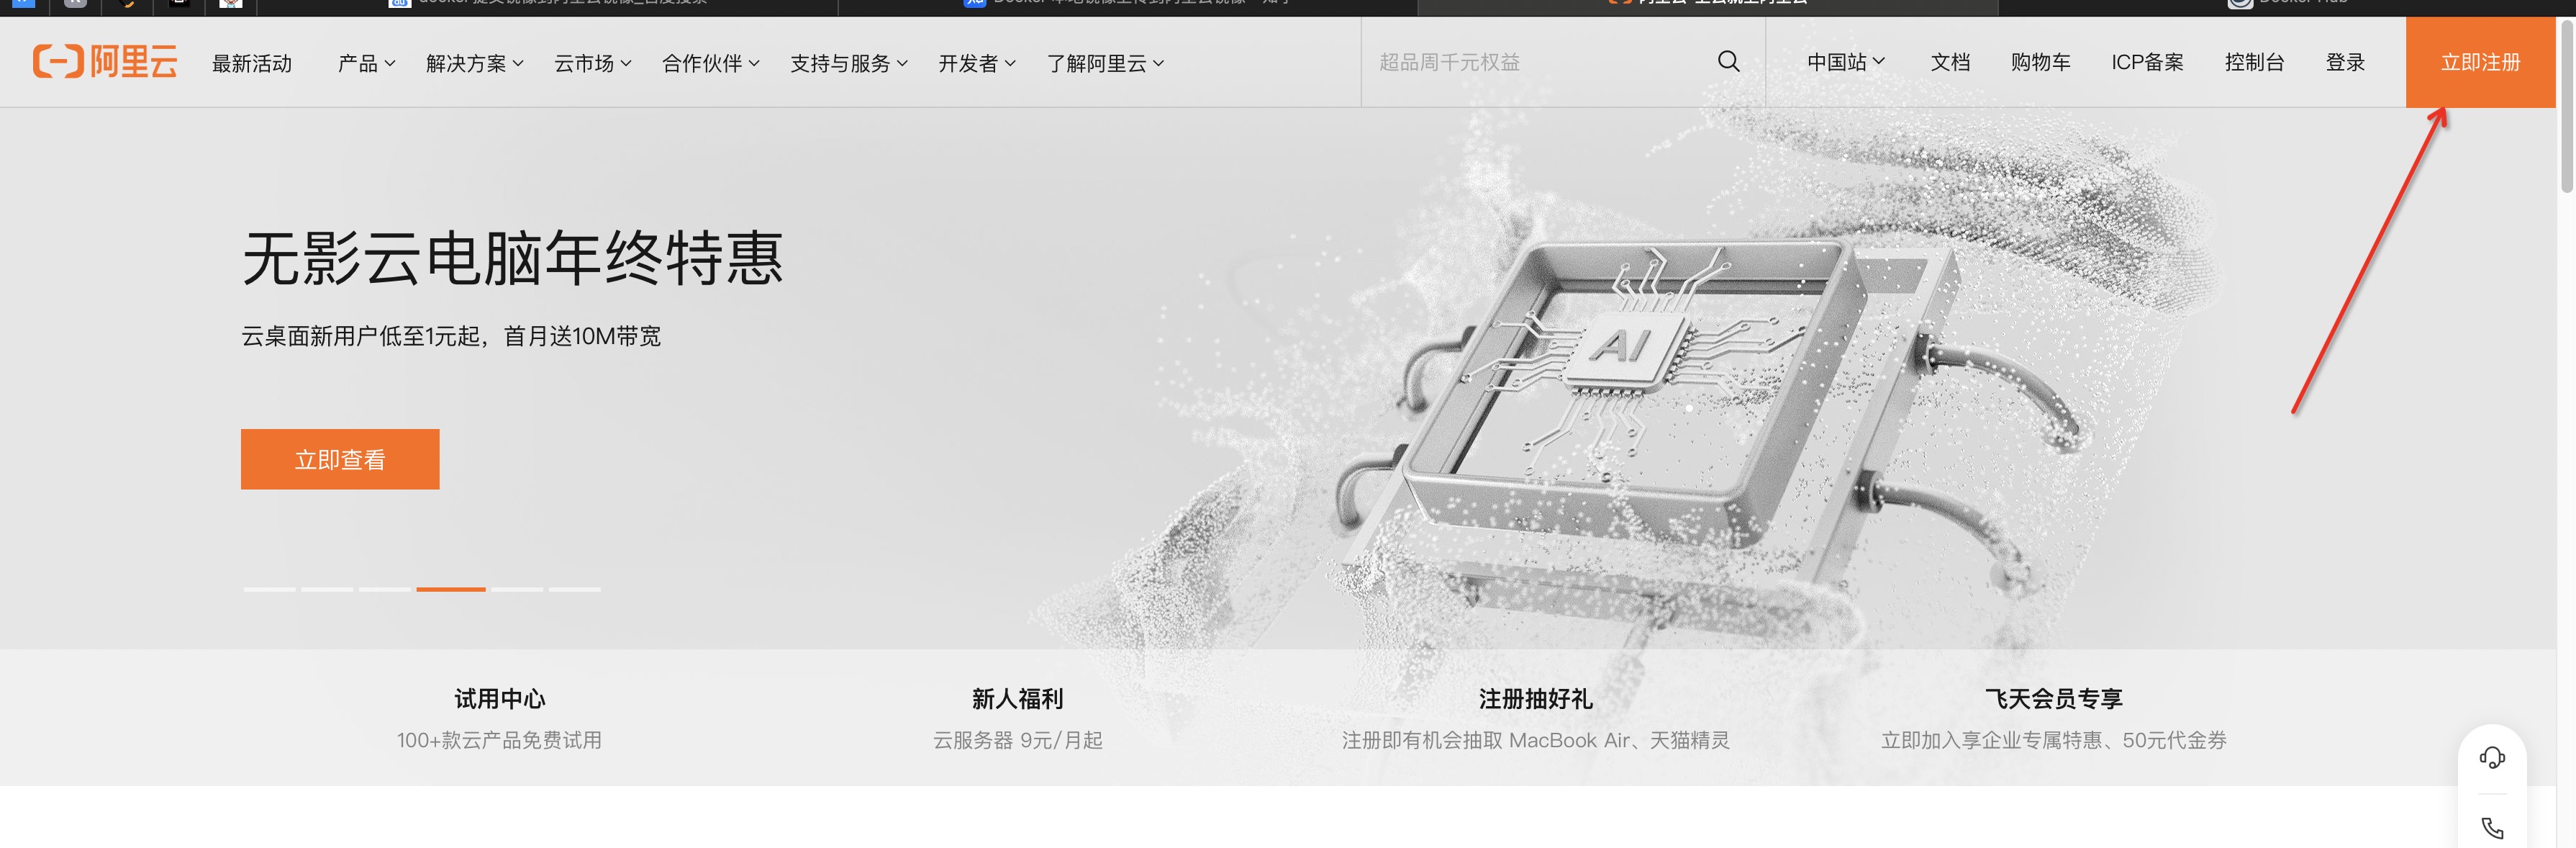 阿里云
最新活动
产品
解决方案
云市场
合作伙伴
支持与服务
开发者
了解阿里云
超品周千元权益
中国站
文档
购物车
ICP备案
控制台
登录
立即注册
无影云电脑年终特惠
云桌面新用户低至1元起，首月送10M带宽
AI
立即查看
试用中心
100+款云产品免费试用
新人福利
云服务器 9元/月起
注册抽好礼
注册即有机会抽取 MacBook Air、天猫精灵
飞天会员专享
立即加入享企业专属特惠、50元代金券